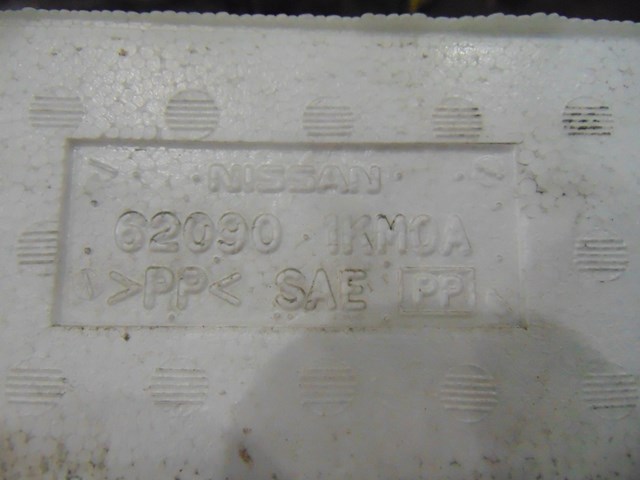 NISSAN
62090 1KM0A
>PP< SAE PP